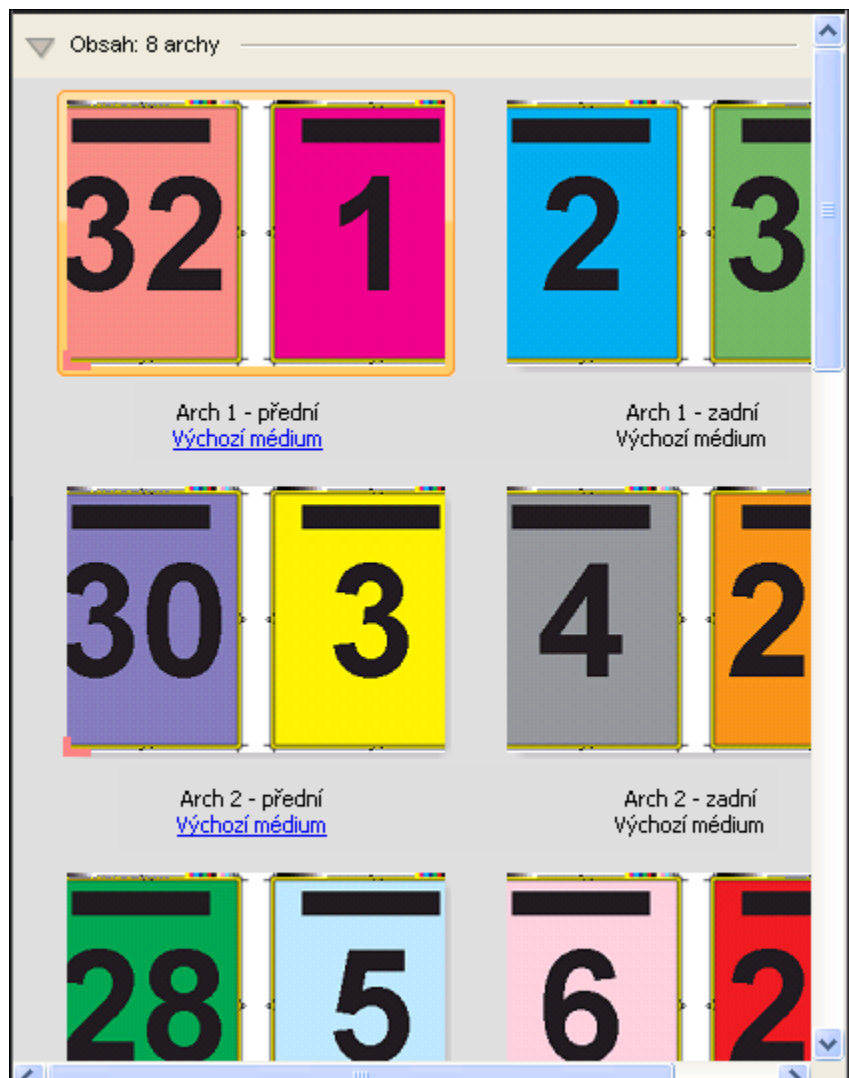 Obsah: 8 archy
32 1 2 3
Arch 1 - přední Arch 1 - zadní
Výchozí médium Výchozí médium
30 3 4 2
Arch 2 - přední Arch 2 - zadní
Výchozí médium Výchozí médium
28 5 6 2